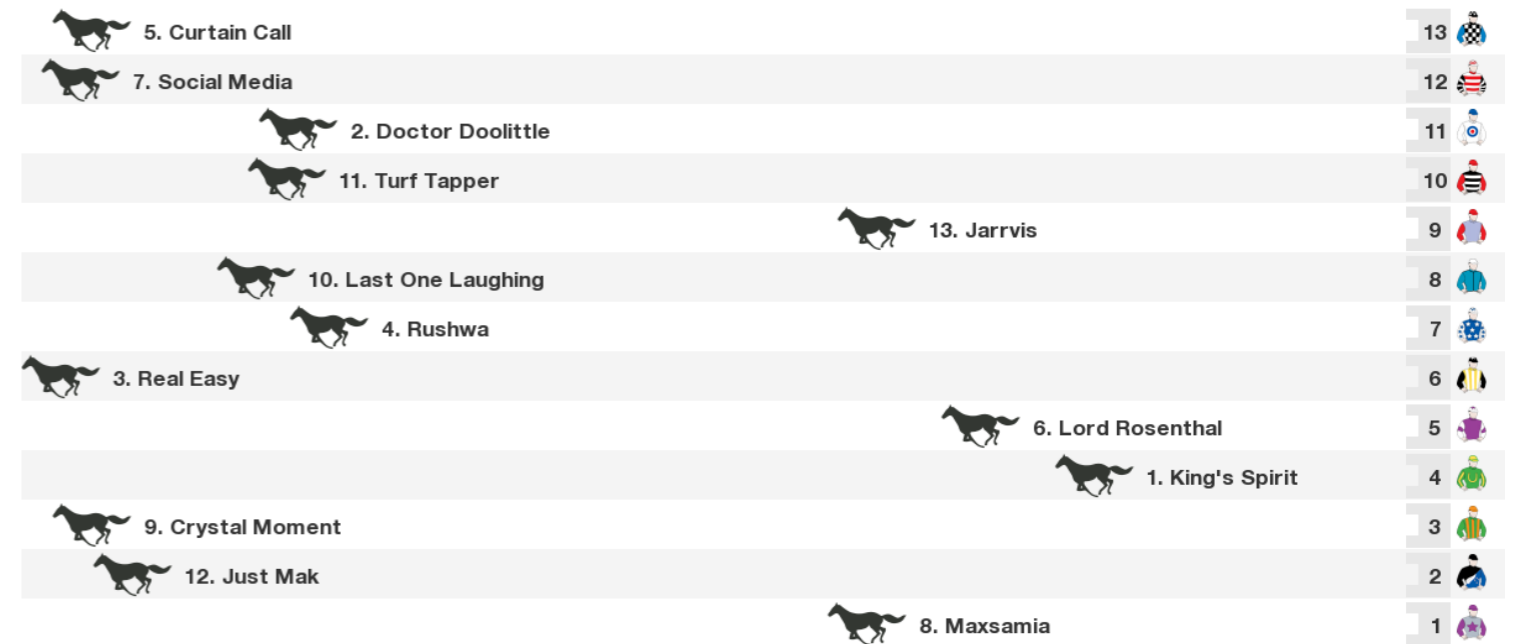 5. Curtain Call 13
7. Social Media 12
2. Doctor Doolittle 11
11. Turf Tapper 10
13. Jarrvis 9
10. Last One Laughing 8
4. Rushwa 7
3. Real Easy 6
6. Lord Rosenthal 5
1. King's Spirit 4
9. Crystal Moment 3
12. Just Mak 2
8. Maxsamia 1